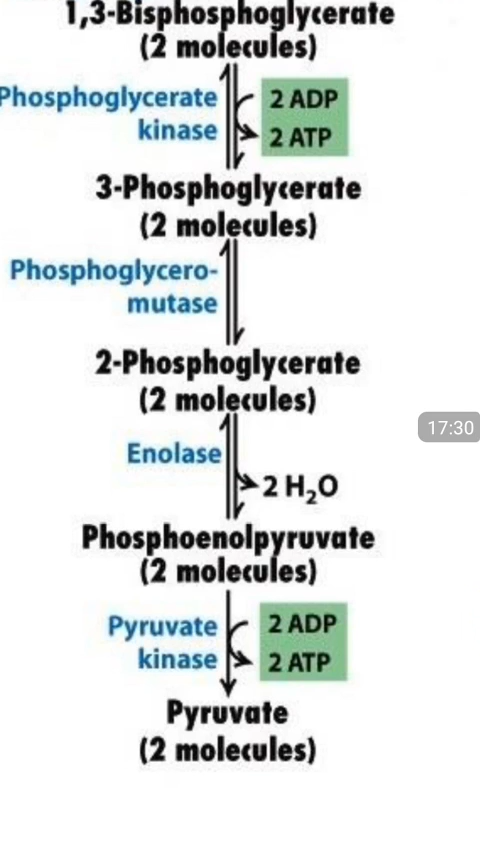 1,3-Bisphosphoglycerate
(2 molecules)
Phosphoglycerate
kinase
2 ADP
2 ATP
3-Phosphoglycerate
(2 molecules)
Phosphoglycero-
mutase
2-Phosphoglycerate
(2 molecules)
17:30
Enolase
2 H₂O
Phosphoenolpyruvate
(2 molecules)
Pyruvate
kinase
2 ADP
2 ATP
Pyruvate
(2 molecules)